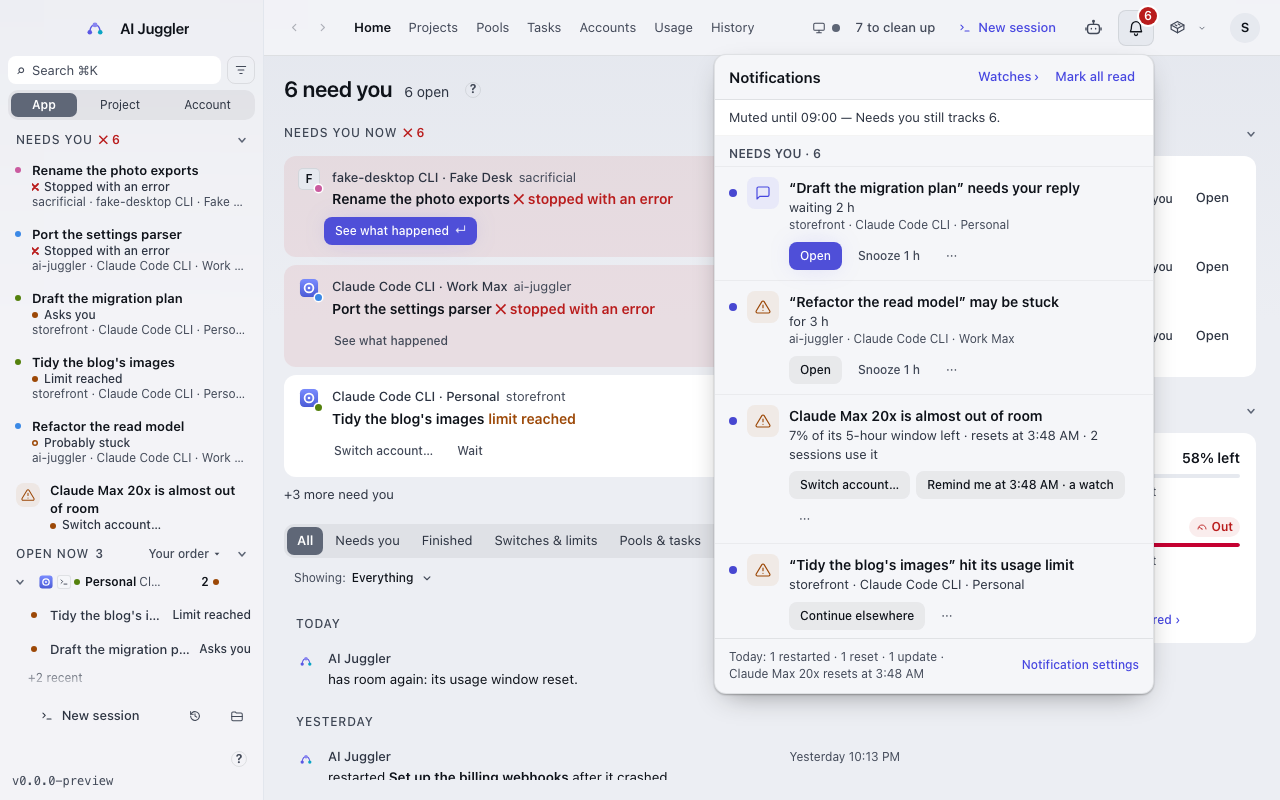 AI Juggler
Search ⌘K
App
Project
Account
NEEDS YOU ✕ 6
Rename the photo exports
Stopped with an error
sacrificial · fake-desktop CLI · Fake ...
Port the settings parser
Stopped with an error
ai-juggler · Claude Code CLI · Work ...
Draft the migration plan
Asks you
storefront · Claude Code CLI · Perso...
Tidy the blog's images
Limit reached
storefront · Claude Code CLI · Perso...
Refactor the read model
Probably stuck
ai-juggler · Claude Code CLI · Work ...
Claude Max 20x is almost out
of room
Switch account...
OPEN NOW 3
Your order
Personal Cl...
2
Tidy the blog's i...
Limit reached
Draft the migration p...
Asks you
+2 recent
New session
?
v0.0.0-preview
Home
Projects
Pools
Tasks
Accounts
Usage
History
7 to clean up
New session
6
S
6 need you
6 open
?
NEEDS YOU NOW ✕ 6
F
fake-desktop CLI · Fake Desk sacrificial
Rename the photo exports ✕ stopped with an error
See what happened ↵
Claude Code CLI · Work Max ai-juggler
Port the settings parser ✕ stopped with an error
See what happened
Claude Code CLI · Personal storefront
Tidy the blog's images limit reached
Switch account...
Wait
+3 more need you
All
Needs you
Finished
Switches & limits
Pools & tasks
Showing: Everything
TODAY
AI Juggler
has room again: its usage window reset.
YESTERDAY
AI Juggler
Yesterday 10:13 PM
restarted Set up the billing webhooks after it crashed
Notifications
Watches ›
Mark all read
Muted until 09:00 — Needs you still tracks 6.
NEEDS YOU · 6
“Draft the migration plan” needs your reply
waiting 2 h
storefront · Claude Code CLI · Personal
Open
Snooze 1 h
...
“Refactor the read model” may be stuck
for 3 h
ai-juggler · Claude Code CLI · Work Max
Open
Snooze 1 h
...
Claude Max 20x is almost out of room
7% of its 5-hour window left · resets at 3:48 AM · 2
sessions use it
Switch account...
Remind me at 3:48 AM · a watch
...
“Tidy the blog's images” hit its usage limit
storefront · Claude Code CLI · Personal
Continue elsewhere
...
Today: 1 restarted · 1 reset · 1 update ·
Claude Max 20x resets at 3:48 AM
Notification settings
you
Open
you
Open
you
Open
58% left
t
Out
t
red ›